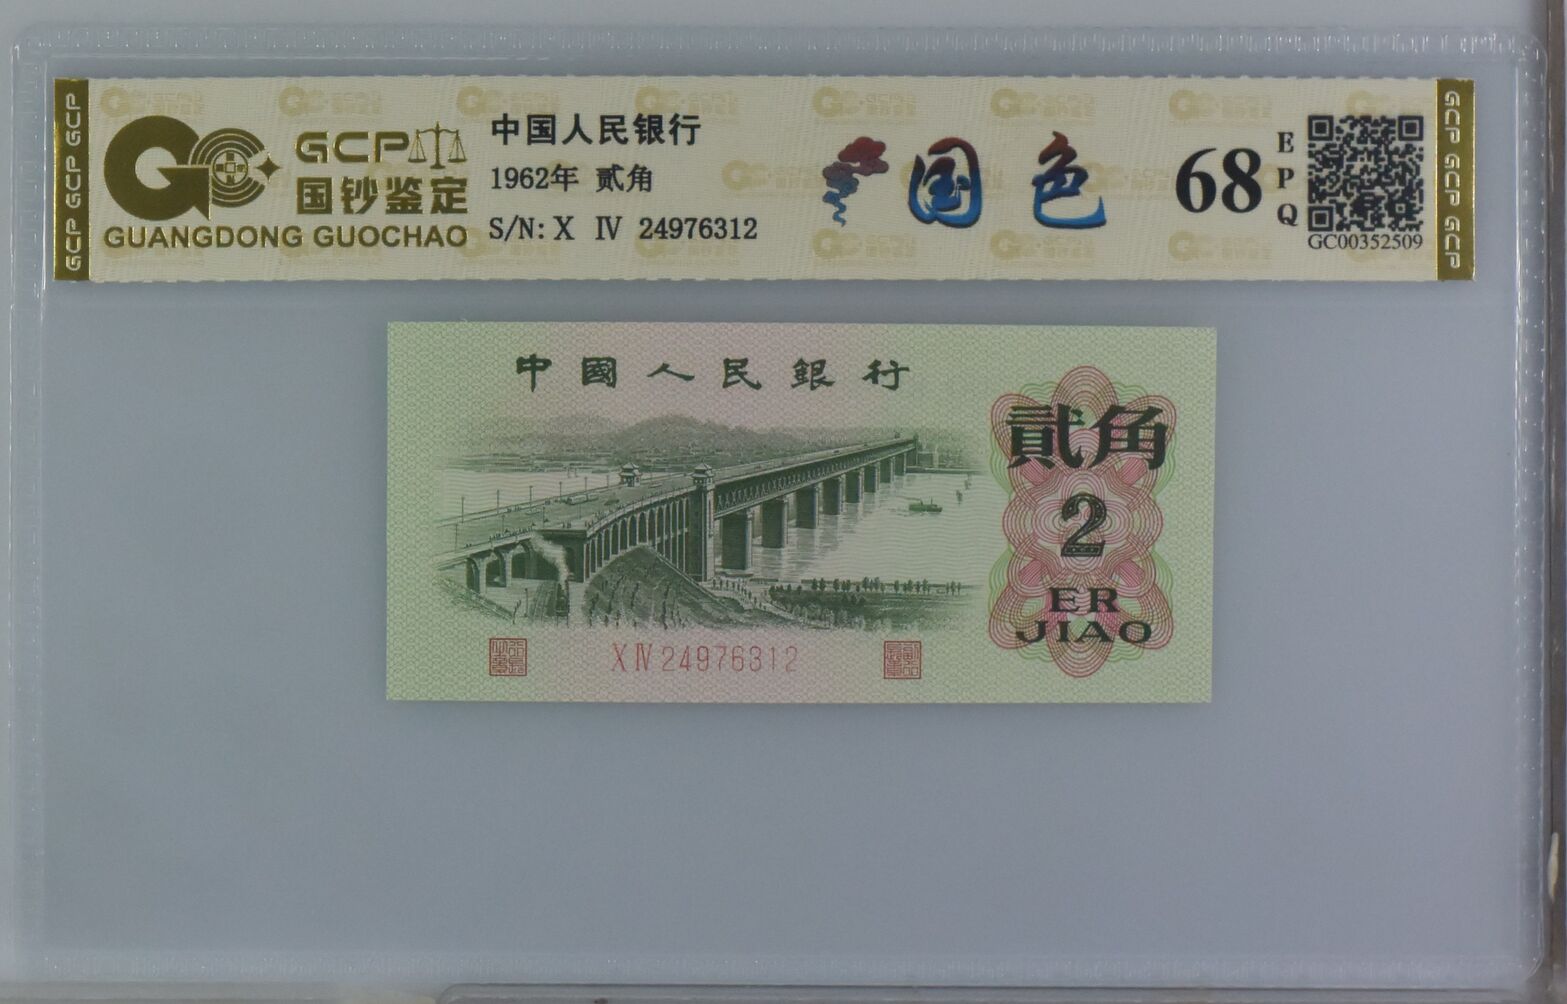 GCP GCP GCP
GCP
国钞鉴定
GUANGDONG GUOCHAO
中国人民银行
1962年 贰角
S/N: X IV 24976312
国色
68
EPQ
GC00352509
GCP GCP GCP
中國人民銀行
貳角
2
ER
JIAO
X IV 24976312